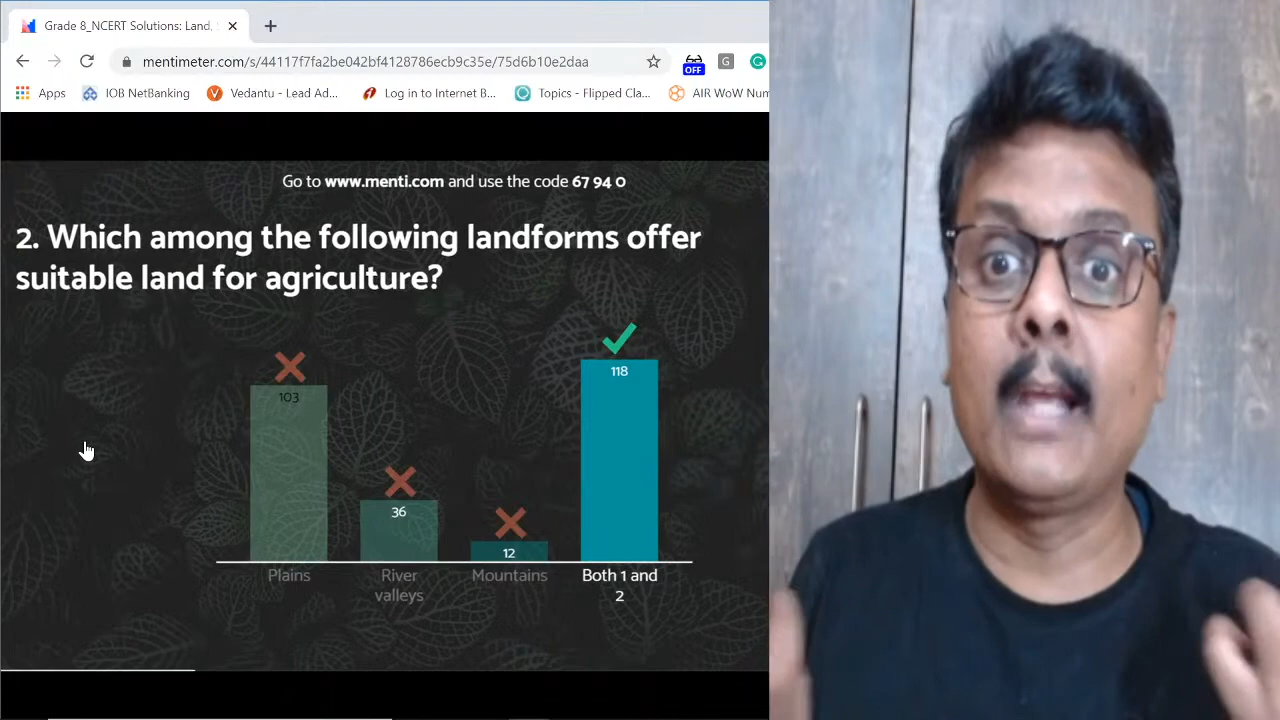 Grade 8_NCERT Solutions: Land,
mentimeter.com/s/44117f7fa2be042bf4128760ecb9c35e/75d6b10e2daa
OFF
G
G
Apps
IOB NetBanking
Vedantu - Lead Ad...
Log in to Internet B...
Topics - Flipped Cla...
AIR WoW Num
Go to www.menti.com and use the code 67 94 0
2. Which among the following landforms offer
suitable land for agriculture?
103
36
12
118
Plains
River
valleys
Mountains
Both 1 and
2